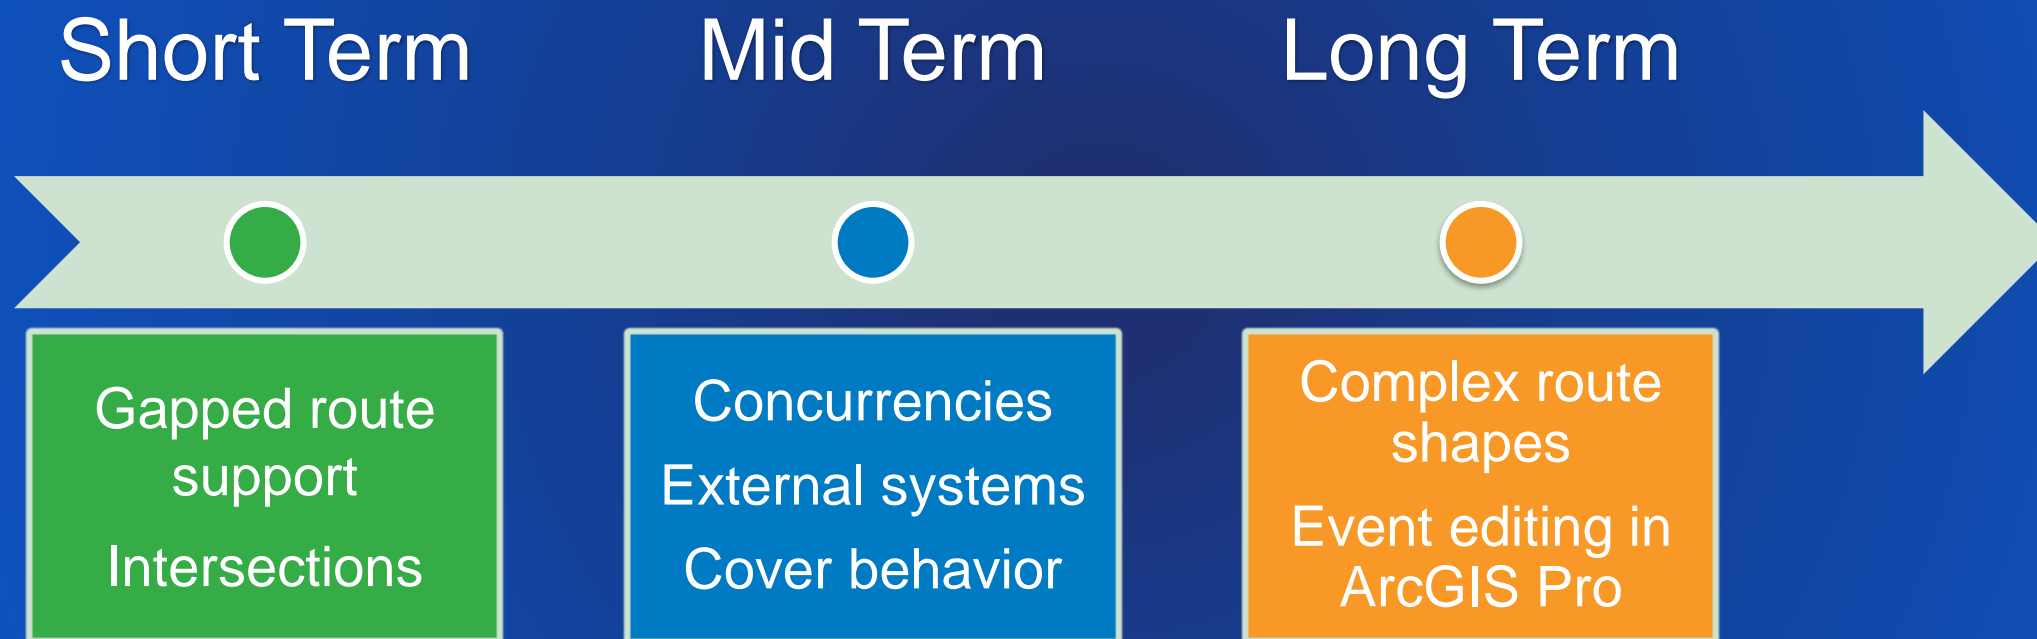 Short Term
Mid Term
Long Term
Gapped route
support
Intersections
Concurrencies
External systems
Cover behavior
Complex route
shapes
Event editing in
ArcGIS Pro